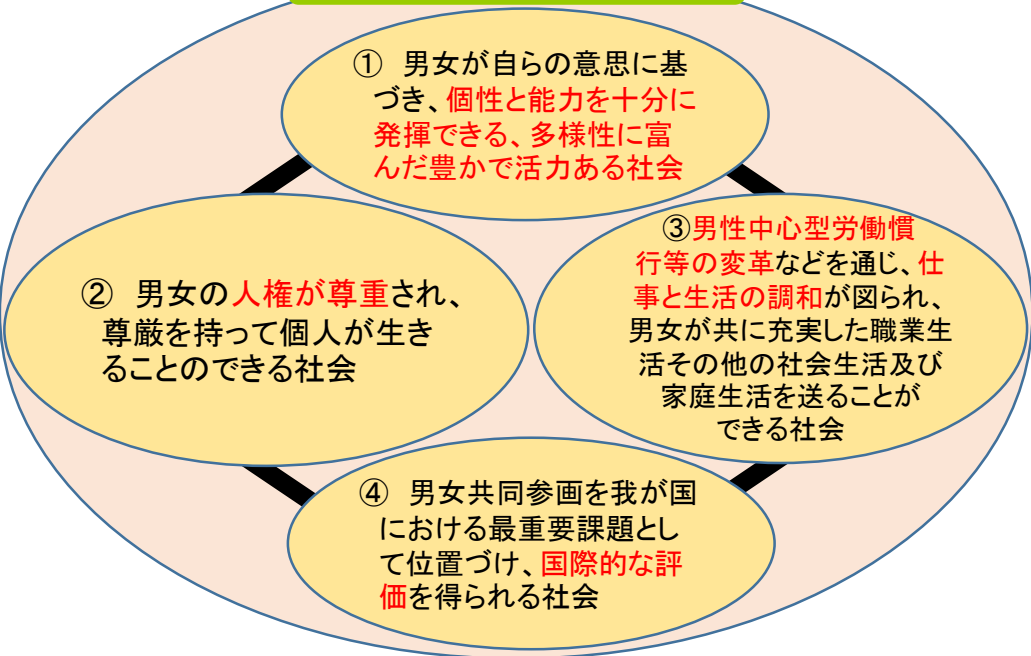 ① 男女が自らの意思に基
づき、個性と能力を十分に
発揮できる、多様性に富
んだ豊かで活力ある社会
② 男女の人権が尊重され、
尊厳を持って個人が生き
ることのできる社会
③男性中心型労働慣
行等の変革などを通じ、仕
事と生活の調和が図られ、
男女が共に充実した職業生
活その他の社会生活及び
家庭生活を送ることが
できる社会
④ 男女共同参画を我が国
における最重要課題とし
て位置づけ、国際的な評
価を得られる社会